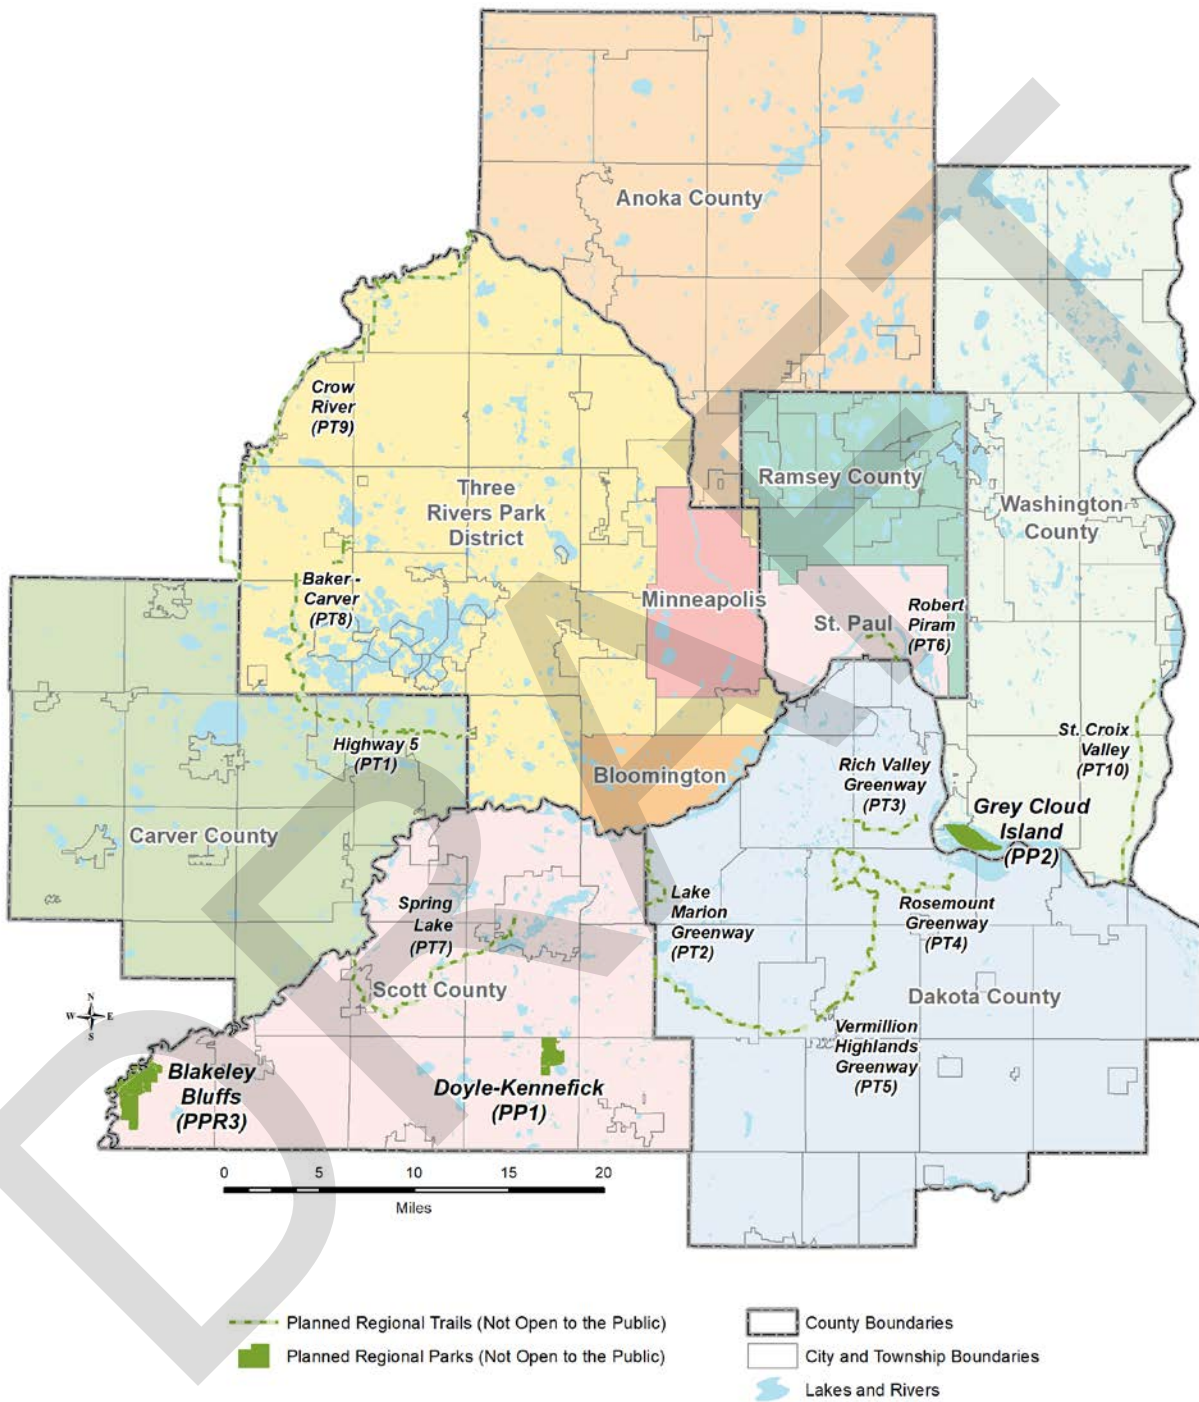 Anoka County
Crow
River
(PT9)
Three
Rivers Park
District
Ramsey County
Washington
County
Baker -
Carver
(PT8)
Minneapolis
St. Paul
Robert
Piram
(PT6)
Highway 5
(PT1)
Bloomington
Rich Valley
Greenway
(PT3)
St. Croix
Valley
(PT10)
Grey Cloud
Island
(PP2)
Carver County
Spring
Lake
(PT7)
Lake
Marion
Greenway
(PT2)
Rosemount
Greenway
(PT4)
Scott County
Dakota County
N
W E
S
Vermillion
Highlands
Greenway
(PT5)
Blakeley
Bluffs
(PPR3)
Doyle-Kennefick
(PP1)
0 5 10 15 20
Miles
Planned Regional Trails (Not Open to the Public)
Planned Regional Parks (Not Open to the Public)
County Boundaries
City and Township Boundaries
Lakes and Rivers
DRAFT